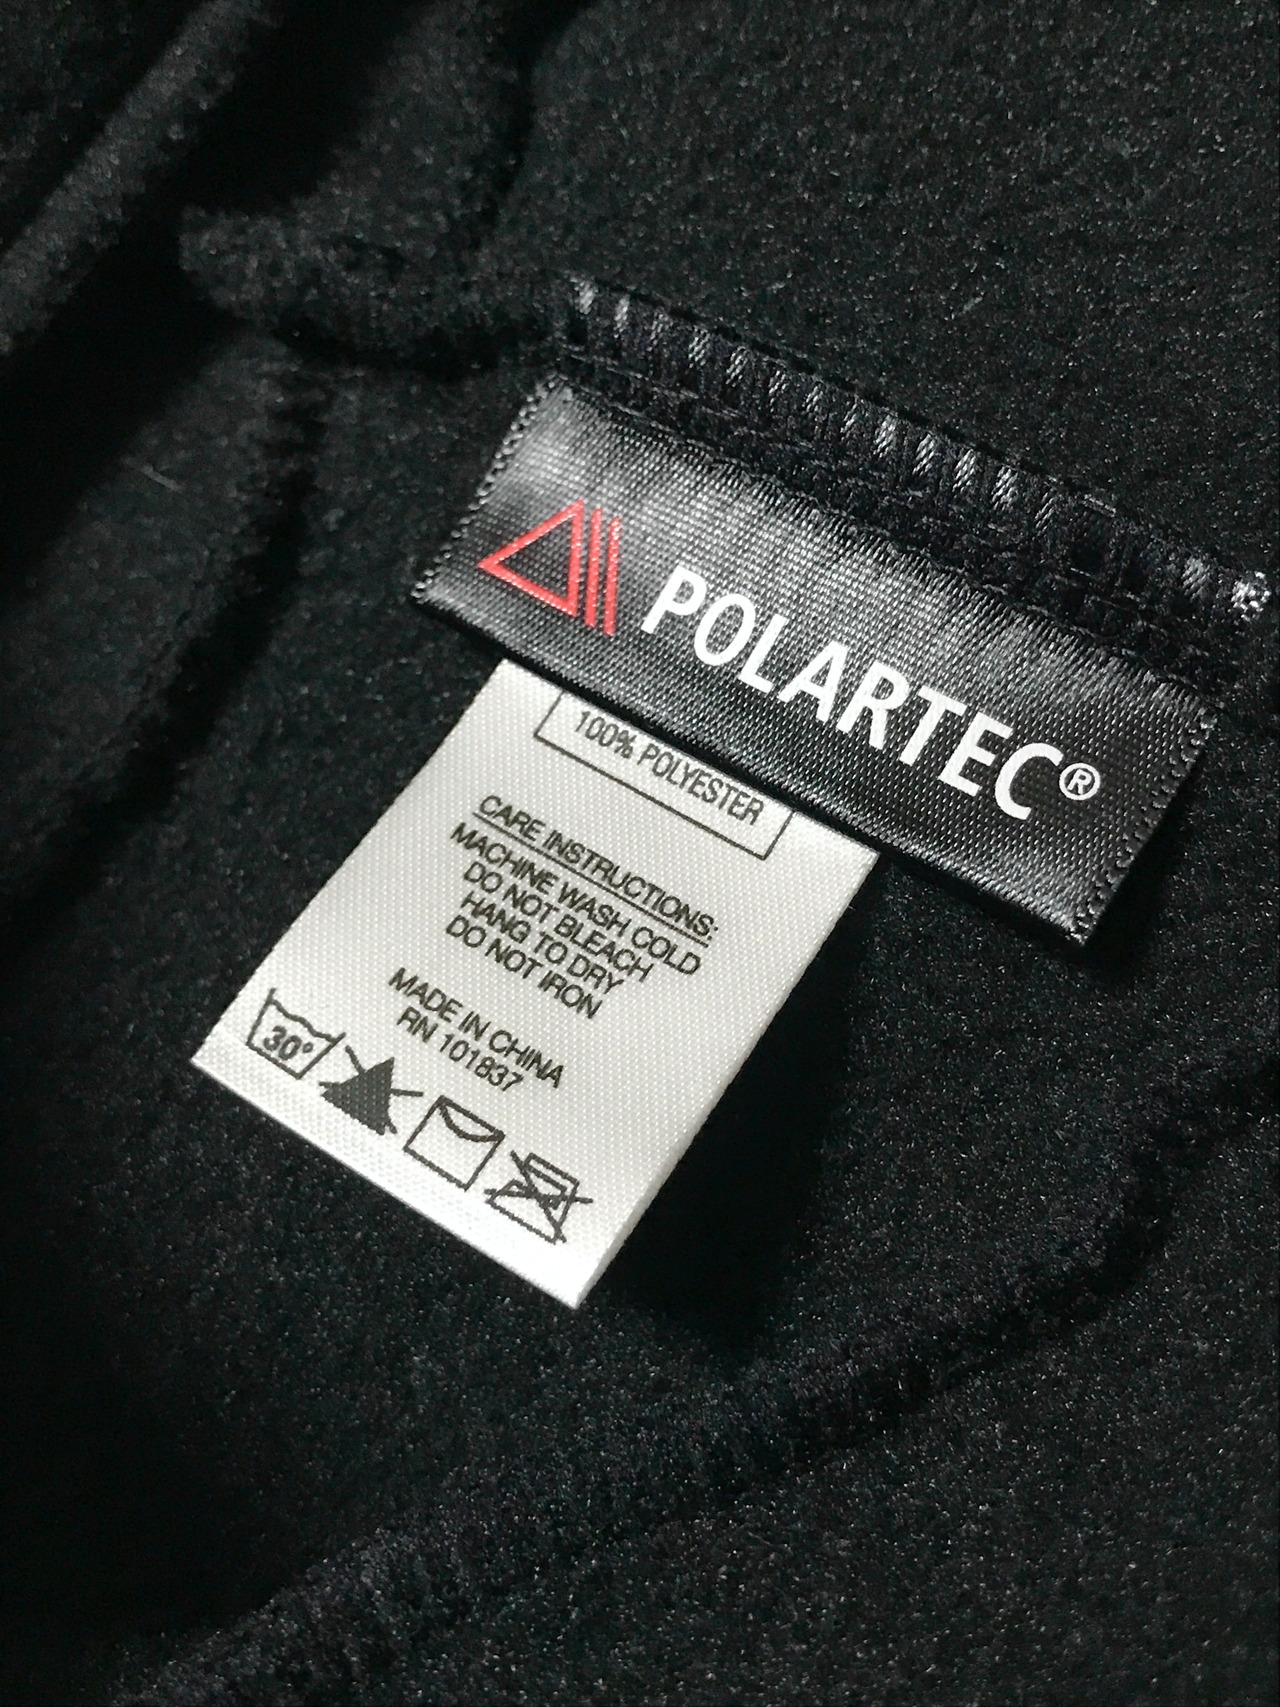 POLARTEC®
100% POLYESTER
CARE INSTRUCTIONS:
MACHINE WASH COLD
DO NOT BLEACH
HANG TO DRY
DO NOT IRON
MADE IN CHINA
RN 101837
30°